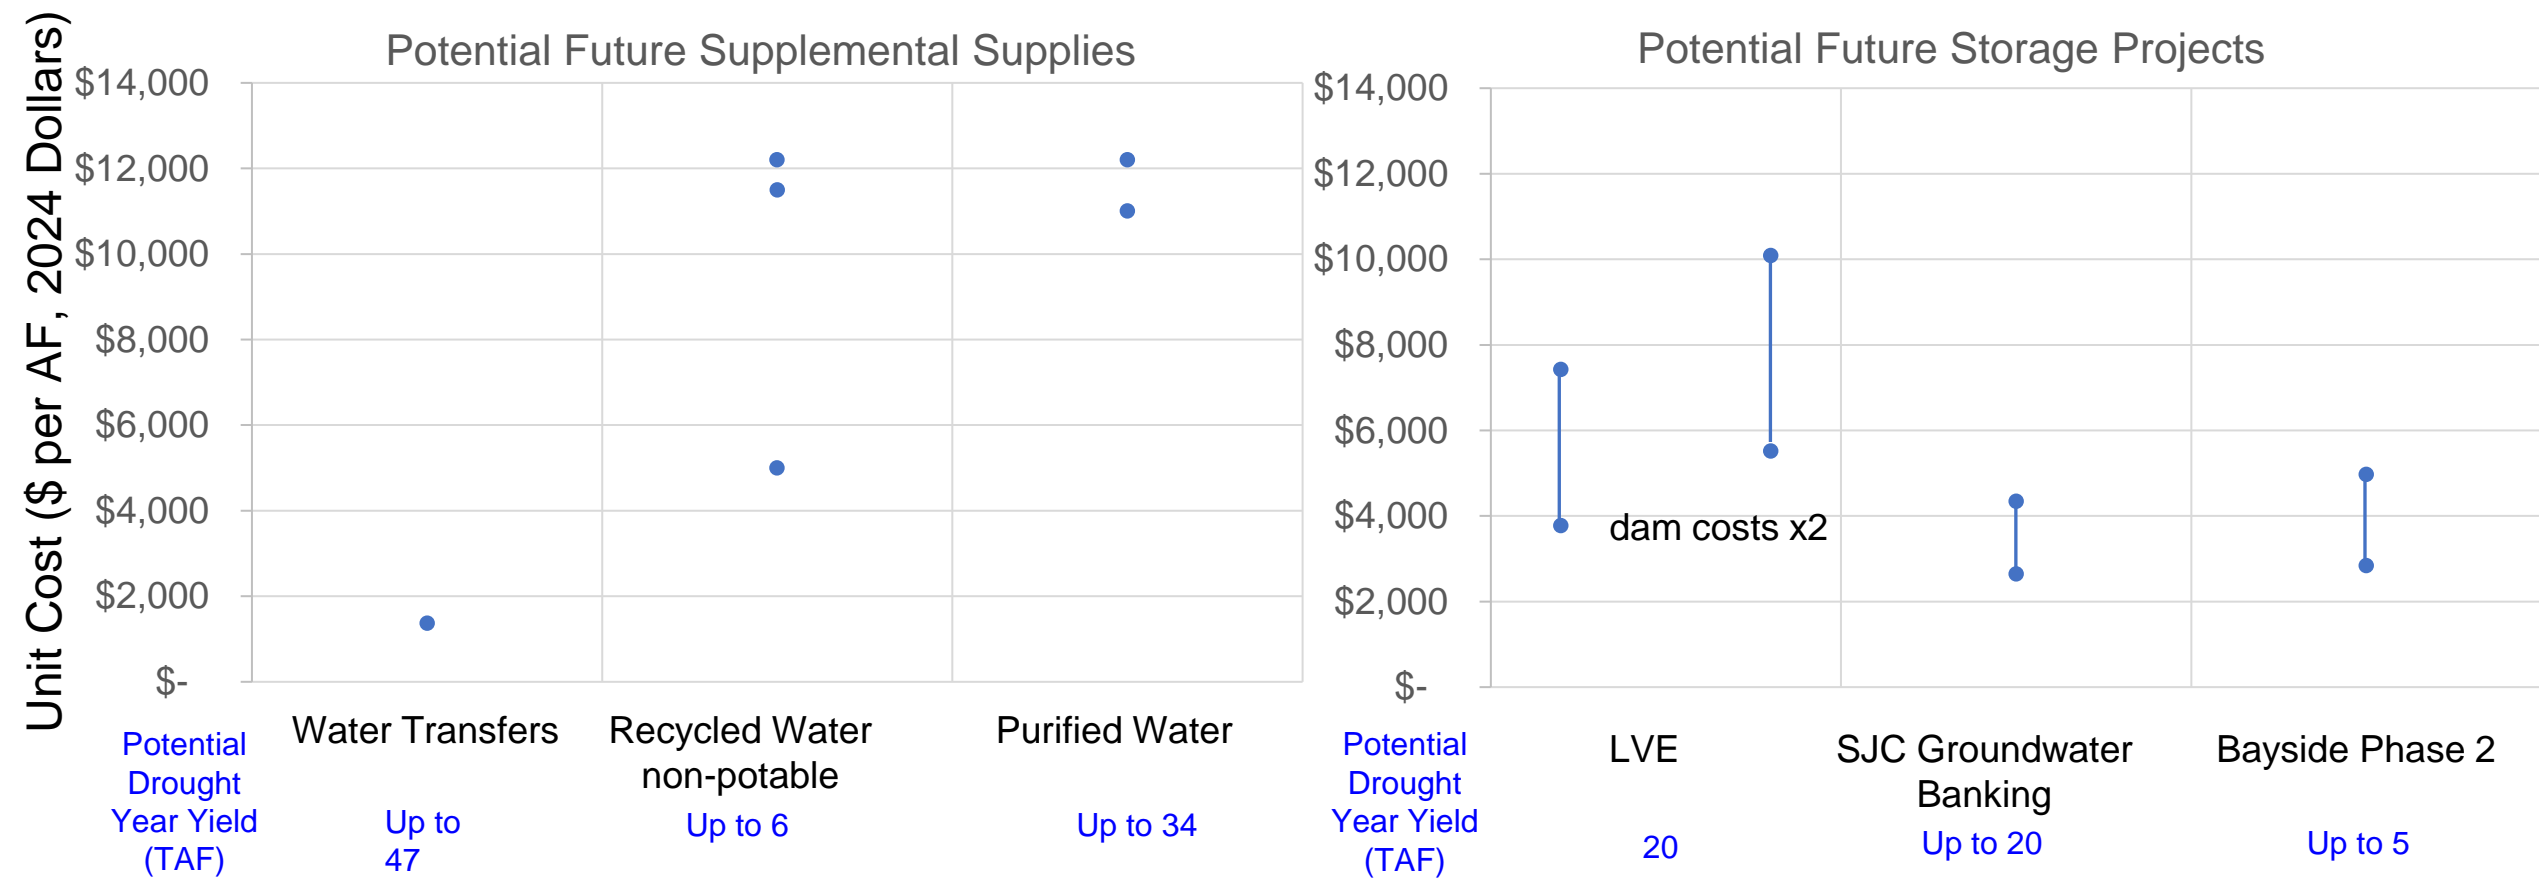 Unit Cost ($ per AF, 2024 Dollars)
Potential Future Supplemental Supplies
$14,000
$12,000
$10,000
$8,000
$6,000
$4,000
$2,000
$-
Water Transfers
Recycled Water
non-potable
Purified Water
Potential
Drought
Year Yield
(TAF)
Up to
47
Up to 6
Up to 34
Potential Future Storage Projects
$14,000
$12,000
$10,000
$8,000
$6,000
$4,000
$2,000
$-
dam costs x2
LVE
SJC Groundwater
Banking
Bayside Phase 2
Potential
Drought
Year Yield
(TAF)
20
Up to 20
Up to 5